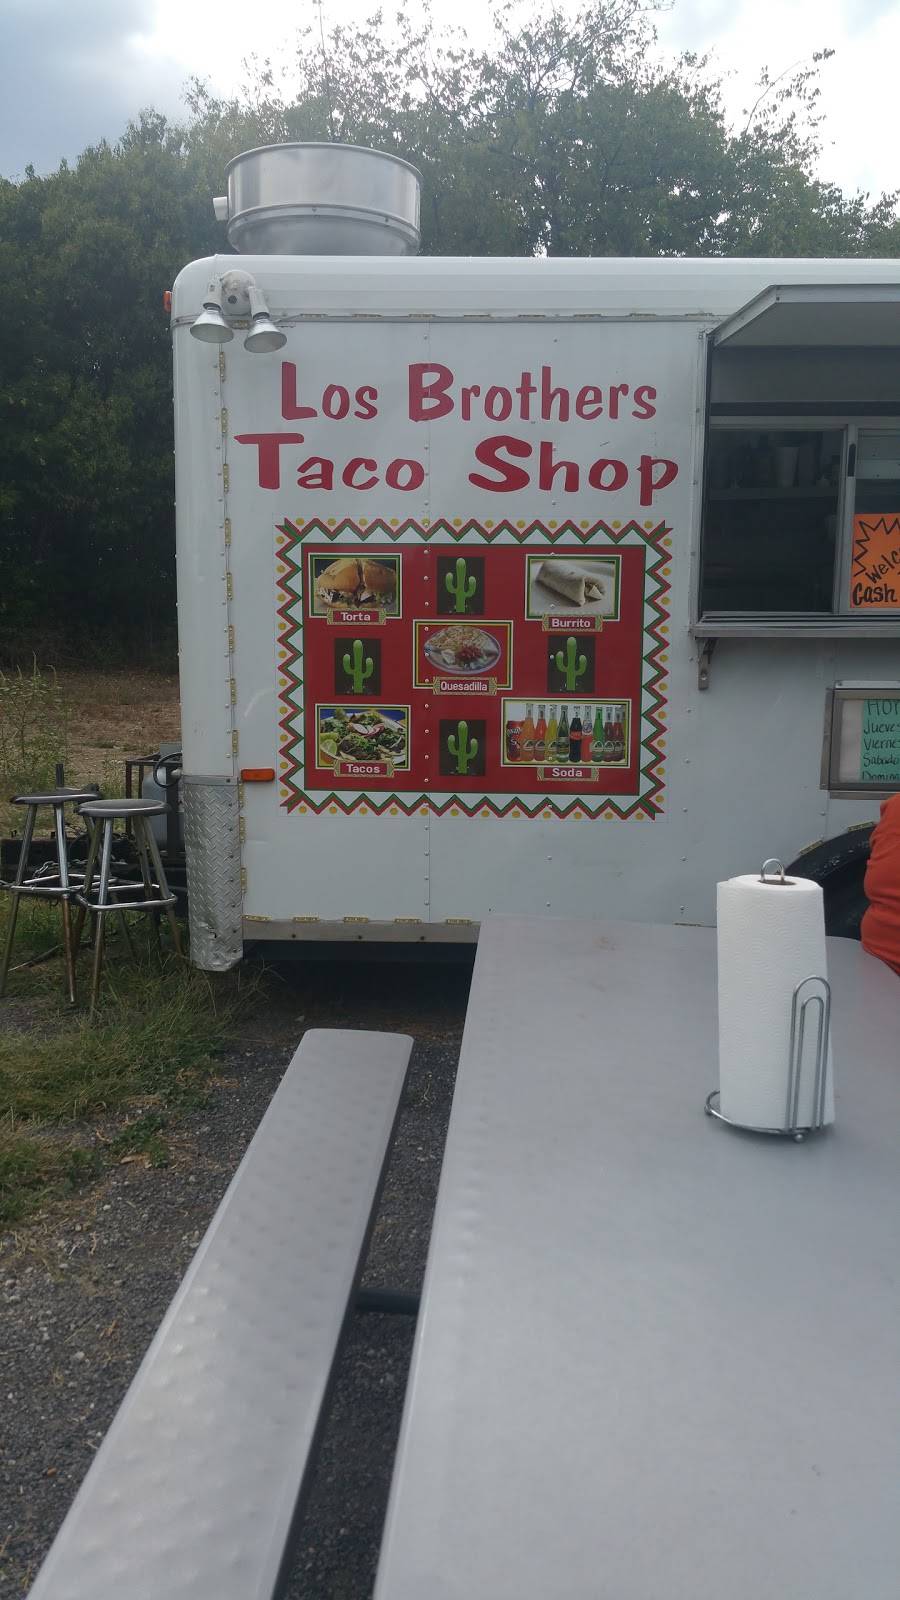 Los Brothers
Taco Shop
Torta
Burrito
Quesadilla
Tacos
Soda
Cash